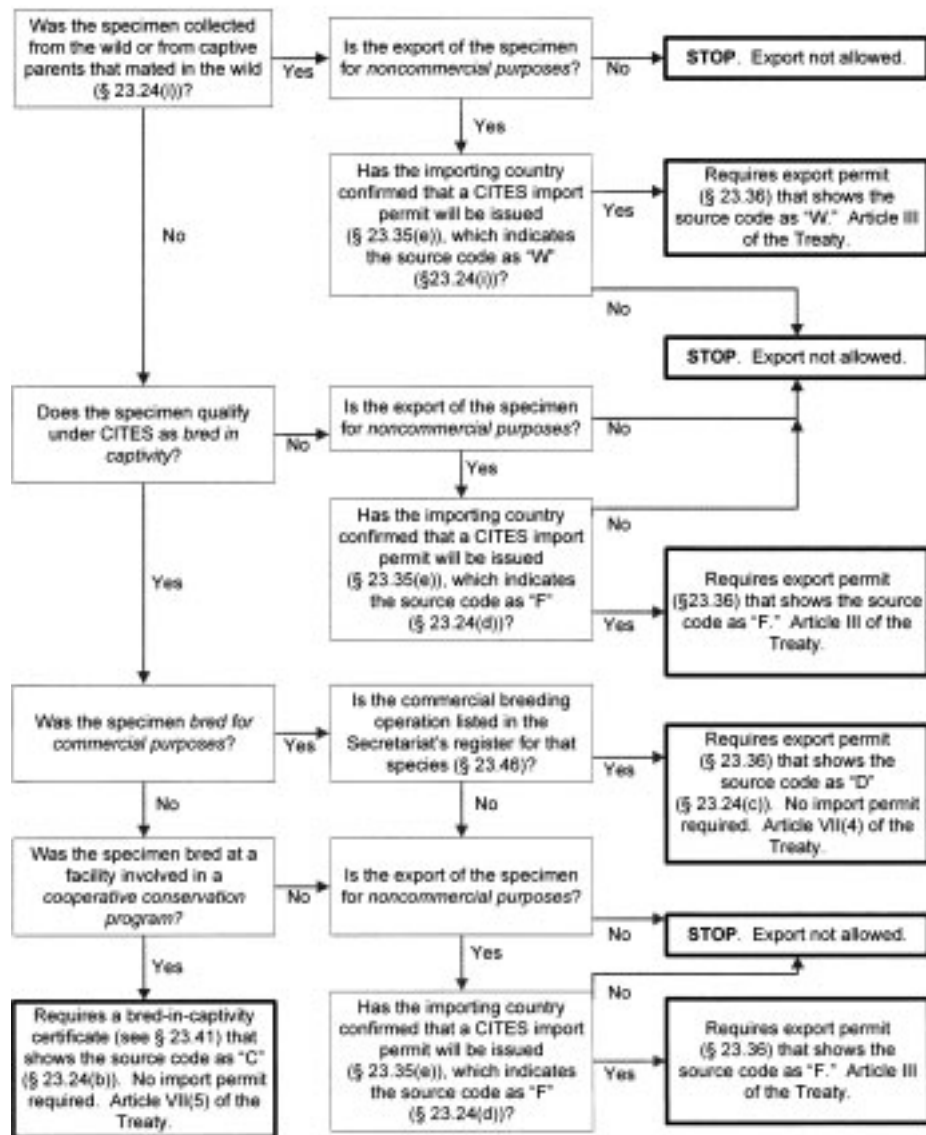 Was the specimen collected
from the wild or from captive
parents that mated in the wild
(§ 23.24(i))?
Yes
Is the export of the specimen
for noncommercial purposes?
No
STOP. Export not allowed.
Yes
Has the importing country
confirmed that a CITES import
permit will be issued
(§ 23.35(e)), which indicates
the source code as "W"
(§23.24(i))?
Yes
Requires export permit
(§ 23.36) that shows the
source code as "W." Article III
of the Treaty.
No
No
STOP. Export not allowed.
Does the specimen qualify
under CITES as bred in
captivity?
No
Is the export of the specimen
for noncommercial purposes?
No
Yes
Has the importing country
confirmed that a CITES import
permit will be issued
(§ 23.35(e)), which indicates
the source code as "F"
(§ 23.24(d))?
No
Yes
Requires export permit
(§23.36) that shows the source
code as "F." Article III of the
Treaty.
Yes
Was the specimen bred for
commercial purposes?
Yes
Is the commercial breeding
operation listed in the
Secretariat's register for that
species (§ 23.46)?
Yes
Requires export permit
(§ 23.36) that shows the
source code as "D"
(§ 23.24(c)). No import permit
required. Article VII(4) of the
Treaty.
No
No
Was the specimen bred at a
facility involved in a
cooperative conservation
program?
No
Is the export of the specimen
for noncommercial purposes?
No
STOP. Export not allowed.
Yes
Yes
Requires a bred-in-captivity
certificate (see § 23.41) that
shows the source code as "C"
(§ 23.24(b)). No import permit
required. Article VII(5) of the
Treaty.
Has the importing country
confirmed that a CITES import
permit will be issued
(§ 23.35(e)), which indicates
the source code as "F"
(§ 23.24(d))?
No
Yes
Requires export permit
(§ 23.36) that shows the
source code as "F." Article III
of the Treaty.